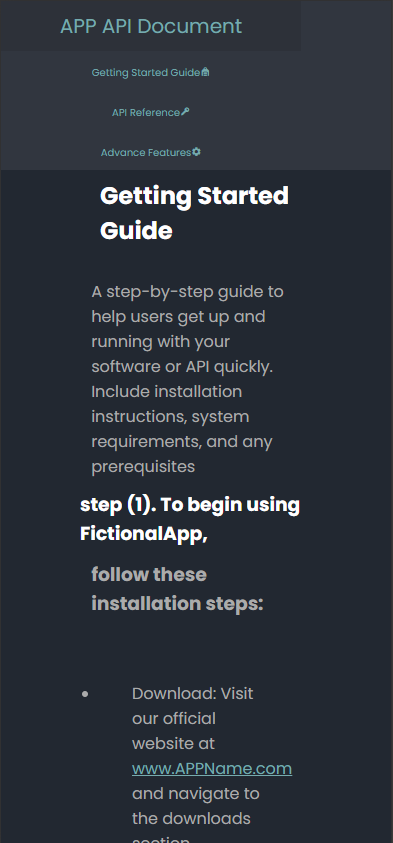 APP API Document
Getting Started Guide
API Reference
Advance Features
Getting Started
Guide
A step-by-step guide to
help users get up and
running with your
software or API quickly.
Include installation
instructions, system
requirements, and any
prerequisites
step (1). To begin using
FictionalApp,
follow these
installation steps:
Download: Visit
our official
website at
www.APPName.com
and navigate to
the downloads
section